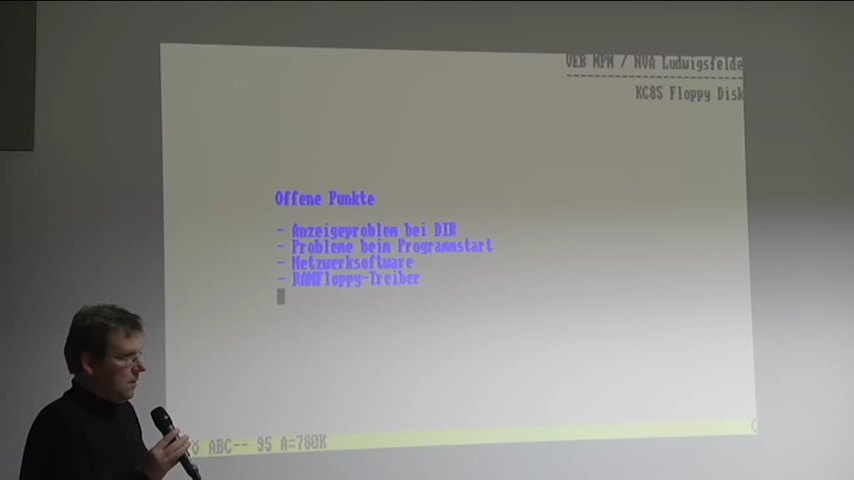 VEB MPM / NVA Ludwigsfelde
KC85 Floppy Disk
Offene Punkte
- Anzeigeproblem bei DIR
- Probleme beim Programmstart
- Netzwerksoftware
- RAMFloppy-Treiber
ABC-- 95 A=780K